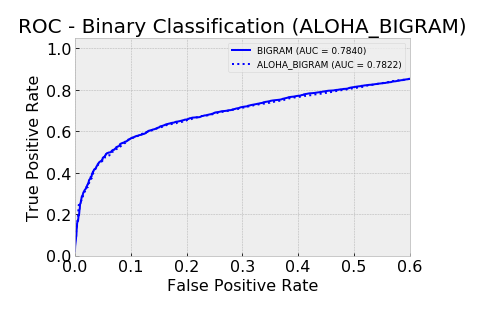 ROC - Binary Classification (ALOHA_BIGRAM)
BIGRAM (AUC = 0.7840)
ALOHA_BIGRAM (AUC = 0.7822)
True Positive Rate
1.0
0.8
0.6
0.4
0.2
0.0
0.0 0.1 0.2 0.3 0.4 0.5 0.6
False Positive Rate